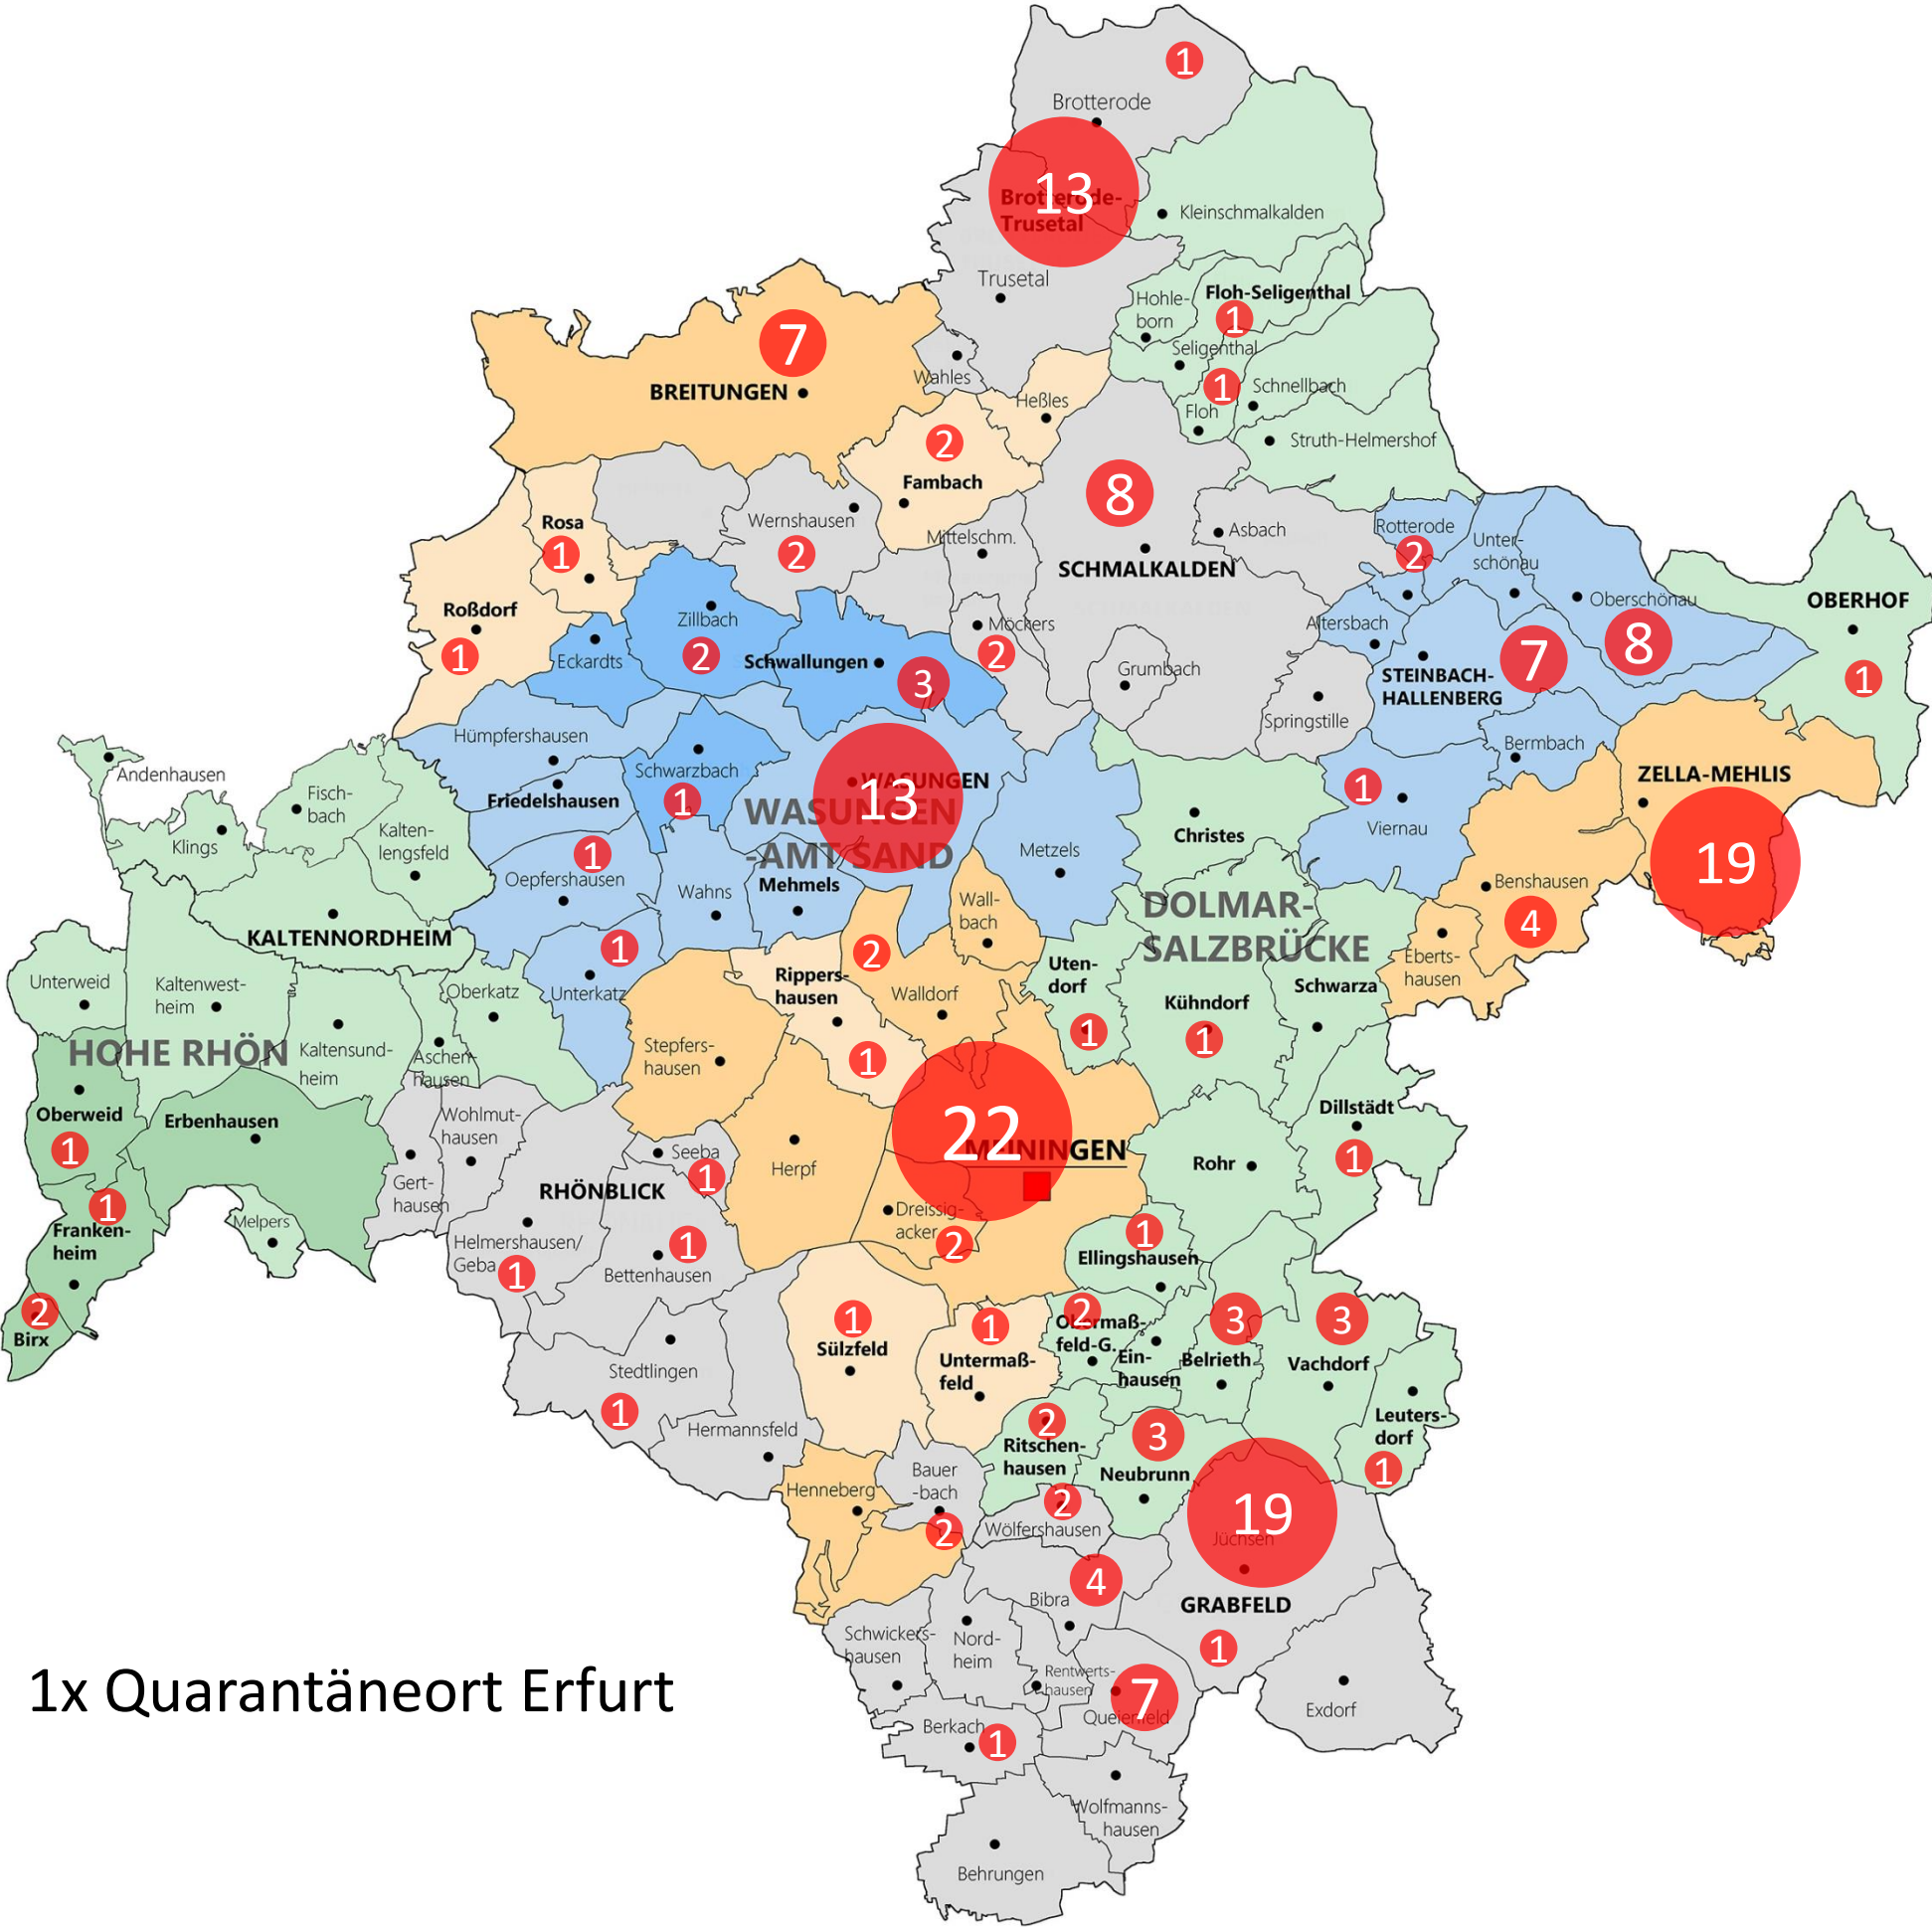 1
Brotterode
13
Brotterode-
Trusetal
Kleinschmalkalden
Trusetal
Hohle-
born
Floh-Seligenthal
1
Seligenthal
7
BREITUNGEN
Wahles
Heßles
1
Schnellbach
Floh
Struth-Helmershof
2
Fambach
8
Rosa
1
Wernshausen
2
Mittelschm.
SCHMALKALDEN
Asbach
Rotterode
2
Unter-
schönau
Oberschönau
8
OBERHOF
1
Roßdorf
1
Zillbach
2
Eckardts
Schwallungen
3
Möchers
2
Grumbach
Altersbach
STEINBACH-
HALLENBERG
7
Springstille
Bermbach
Hümpfershausen
Schwarzbach
1
Friedelshausen
WASUNGEN
13
WASUNGEN
-AMT SAND
Andenhausen
Fisch-
bach
Klings
Kalten-
lengsfeld
1
Oepfershausen
Wahns
Mehmels
Metzels
Christes
1
Viernau
ZELLA-MEHLIS
19
Benshausen
4
Wall-
bach
DOLMAR-
SALZBRÜCKE
Eberts-
hausen
KALTENNORDHEIM
1
Unterkatz
Rippers-
hausen
1
2
Walldorf
Uten-
dorf
1
Kühndorf
1
Schwarza
Unterweid
Kaltenwest-
heim
Oberkatz
HOHE RHÖN
Kaltensund-
heim
Aschen-
hausen
Stepfers-
hausen
Oberweid
1
Erbenhausen
Wohlmut-
hausen
Gert-
hausen
Seeba
1
Herpf
22
MEININGEN
Dillstädt
1
Rohr
Franken-
heim
1
Melpers
RHÖNBLICK
Helmershausen/
Geba
1
1
Bettenhausen
Dreissig-
acker
2
1
Ellingshausen
2
Birx
Stedtlingen
1
Hermannsfeld
1
Sülzfeld
1
Untermaß-
feld
2
Obermaß-
feld-G.
Ein-
hausen
3
Belrieth
3
Vachdorf
Leuters-
dorf
1
2
Ritschen-
hausen
3
Neubrunn
Henneberg
Bauer
-bach
2
2
Wölfershausen
19
Jüchsen
4
Bibra
GRABFELD
1
Schwickers-
hausen
Nord-
heim
Rentwerts-
hausen
7
Queienfeld
Exdorf
Berkach
1
Wolfmanns-
hausen
Behrungen
1x Quarantäneort Erfurt